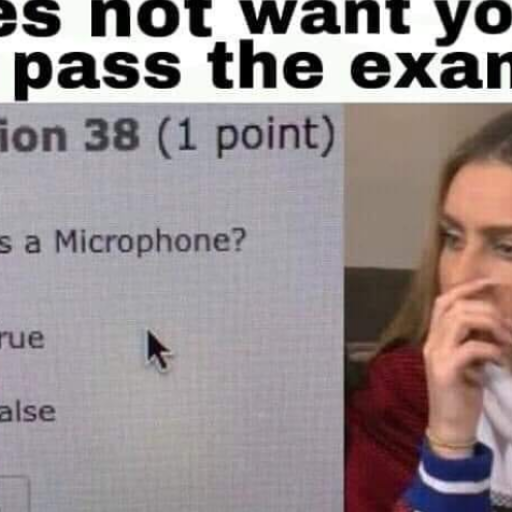 es not want yo
pass the exan
ion 38 (1 point)
s a Microphone?
rue
alse